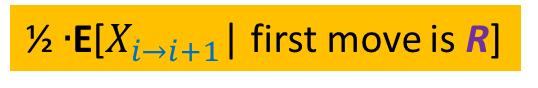 ½ ·E[X_{i→i+1}| first move is R]